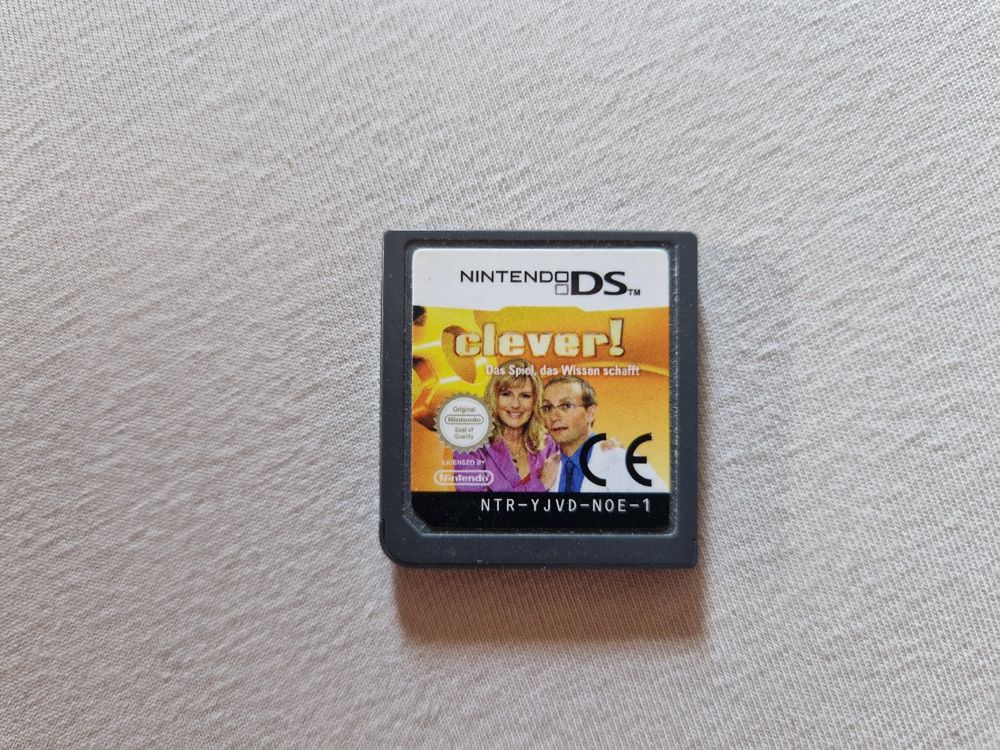 NINTENDO DS™
clever!
Das Spiel, das Wissen schafft
Original
Nintendo
Seal of
Quality
LICENSED BY
Nintendo
CE
NTR-YJVD-NOE-1